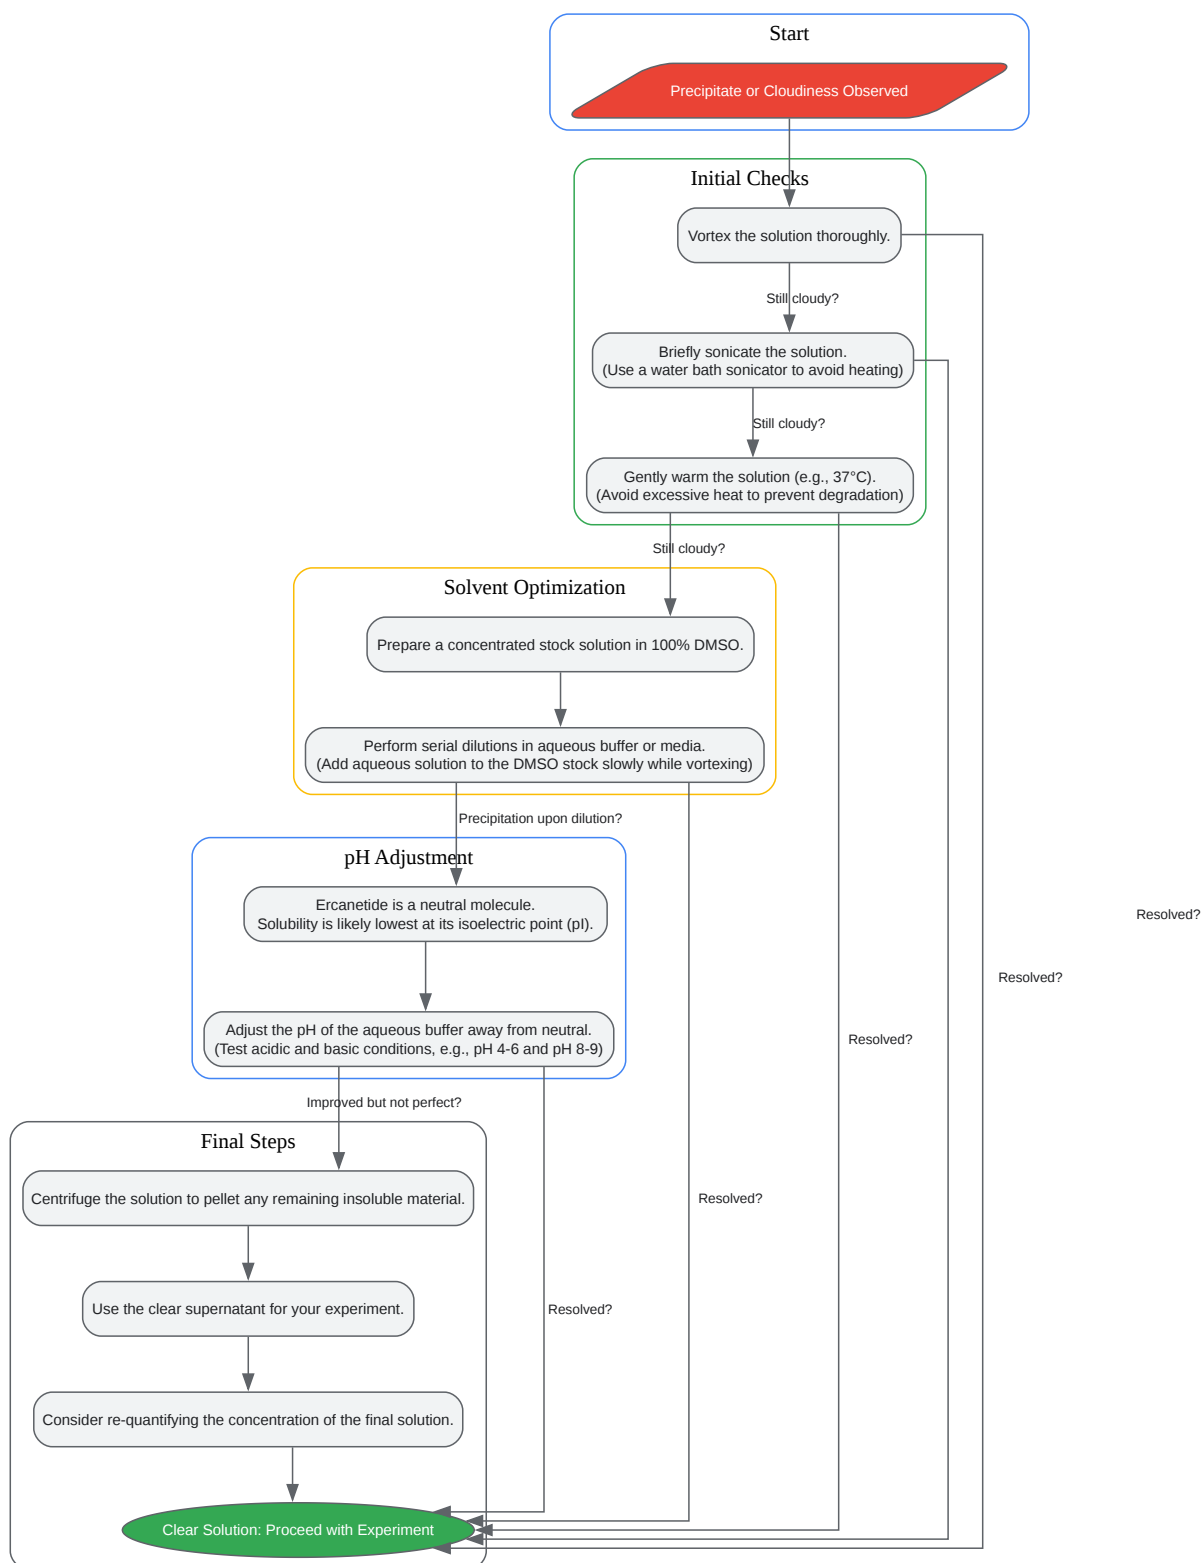 Start
Precipitate or Cloudiness Observed
Initial Checks
Vortex the solution thoroughly.
Still cloudy?
Briefly sonicate the solution.
(Use a water bath sonicator to avoid heating)
Still cloudy?
Gently warm the solution (e.g., 37°C).
(Avoid excessive heat to prevent degradation)
Still cloudy?
Solvent Optimization
Prepare a concentrated stock solution in 100% DMSO.
Perform serial dilutions in aqueous buffer or media.
(Add aqueous solution to the DMSO stock slowly while vortexing)
Precipitation upon dilution?
pH Adjustment
Ercanetide is a neutral molecule.
Solubility is likely lowest at its isoelectric point (pI).
Resolved?
Resolved?
Adjust the pH of the aqueous buffer away from neutral.
(Test acidic and basic conditions, e.g., pH 4-6 and pH 8-9)
Resolved?
Improved but not perfect?
Final Steps
Centrifuge the solution to pellet any remaining insoluble material.
Resolved?
Use the clear supernatant for your experiment.
Resolved?
Consider re-quantifying the concentration of the final solution.
Clear Solution: Proceed with Experiment